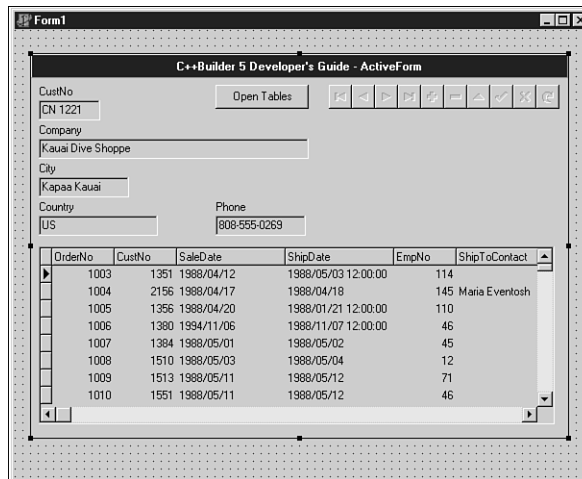 Form1
C++Builder 5 Developer's Guide - ActiveForm
CustNo
Open Tables
CN 1221
Company
Kauai Dive Shoppe
City
Kapaa Kauai
Country Phone
US 808-555-0269
OrderNo CustNo SaleDate ShipDate EmpNo ShipToContact
1003 1351 1988/04/12 1988/05/03 12:00:00 114
1004 2156 1988/04/17 1988/04/18 145 Maria Eventosh
1005 1356 1988/04/20 1988/01/21 12:00:00 110
1006 1380 1994/11/06 1988/11/07 12:00:00 46
1007 1384 1988/05/01 1988/05/02 45
1008 1510 1988/05/03 1988/05/04 12
1009 1513 1988/05/11 1988/05/12 71
1010 1551 1988/05/11 1988/05/12 46